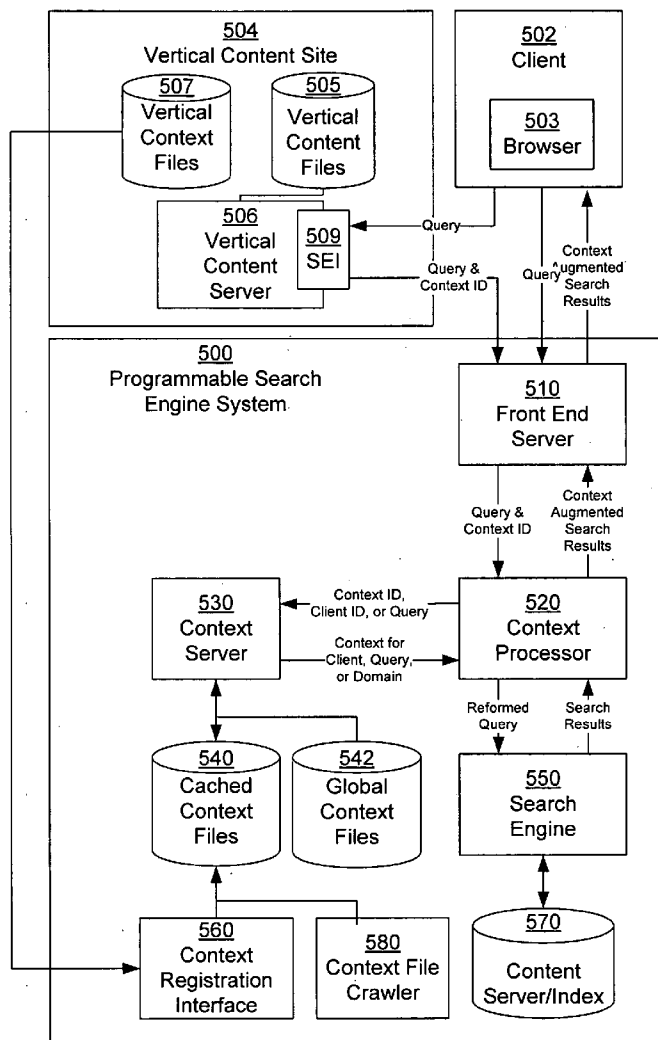 504
Vertical Content Site
507
Vertical
Context
Files
505
Vertical
Content
Files
506
Vertical
Content
Server
509
SEI
502
Client
503
Browser
Query
Query &
Context ID
Query
Context
Augmented
Search
Results
500
Programmable Search
Engine System
510
Front End
Server
Query &
Context ID
Context
Augmented
Search
Results
530
Context
Server
Context ID,
Client ID, or Query
Context for
Client, Query,
or Domain
520
Context
Processor
Reformed
Query
Search
Results
540
Cached
Context
Files
542
Global
Context
Files
550
Search
Engine
560
Context
Registration
Interface
580
Context File
Crawler
570
Content
Server/Index